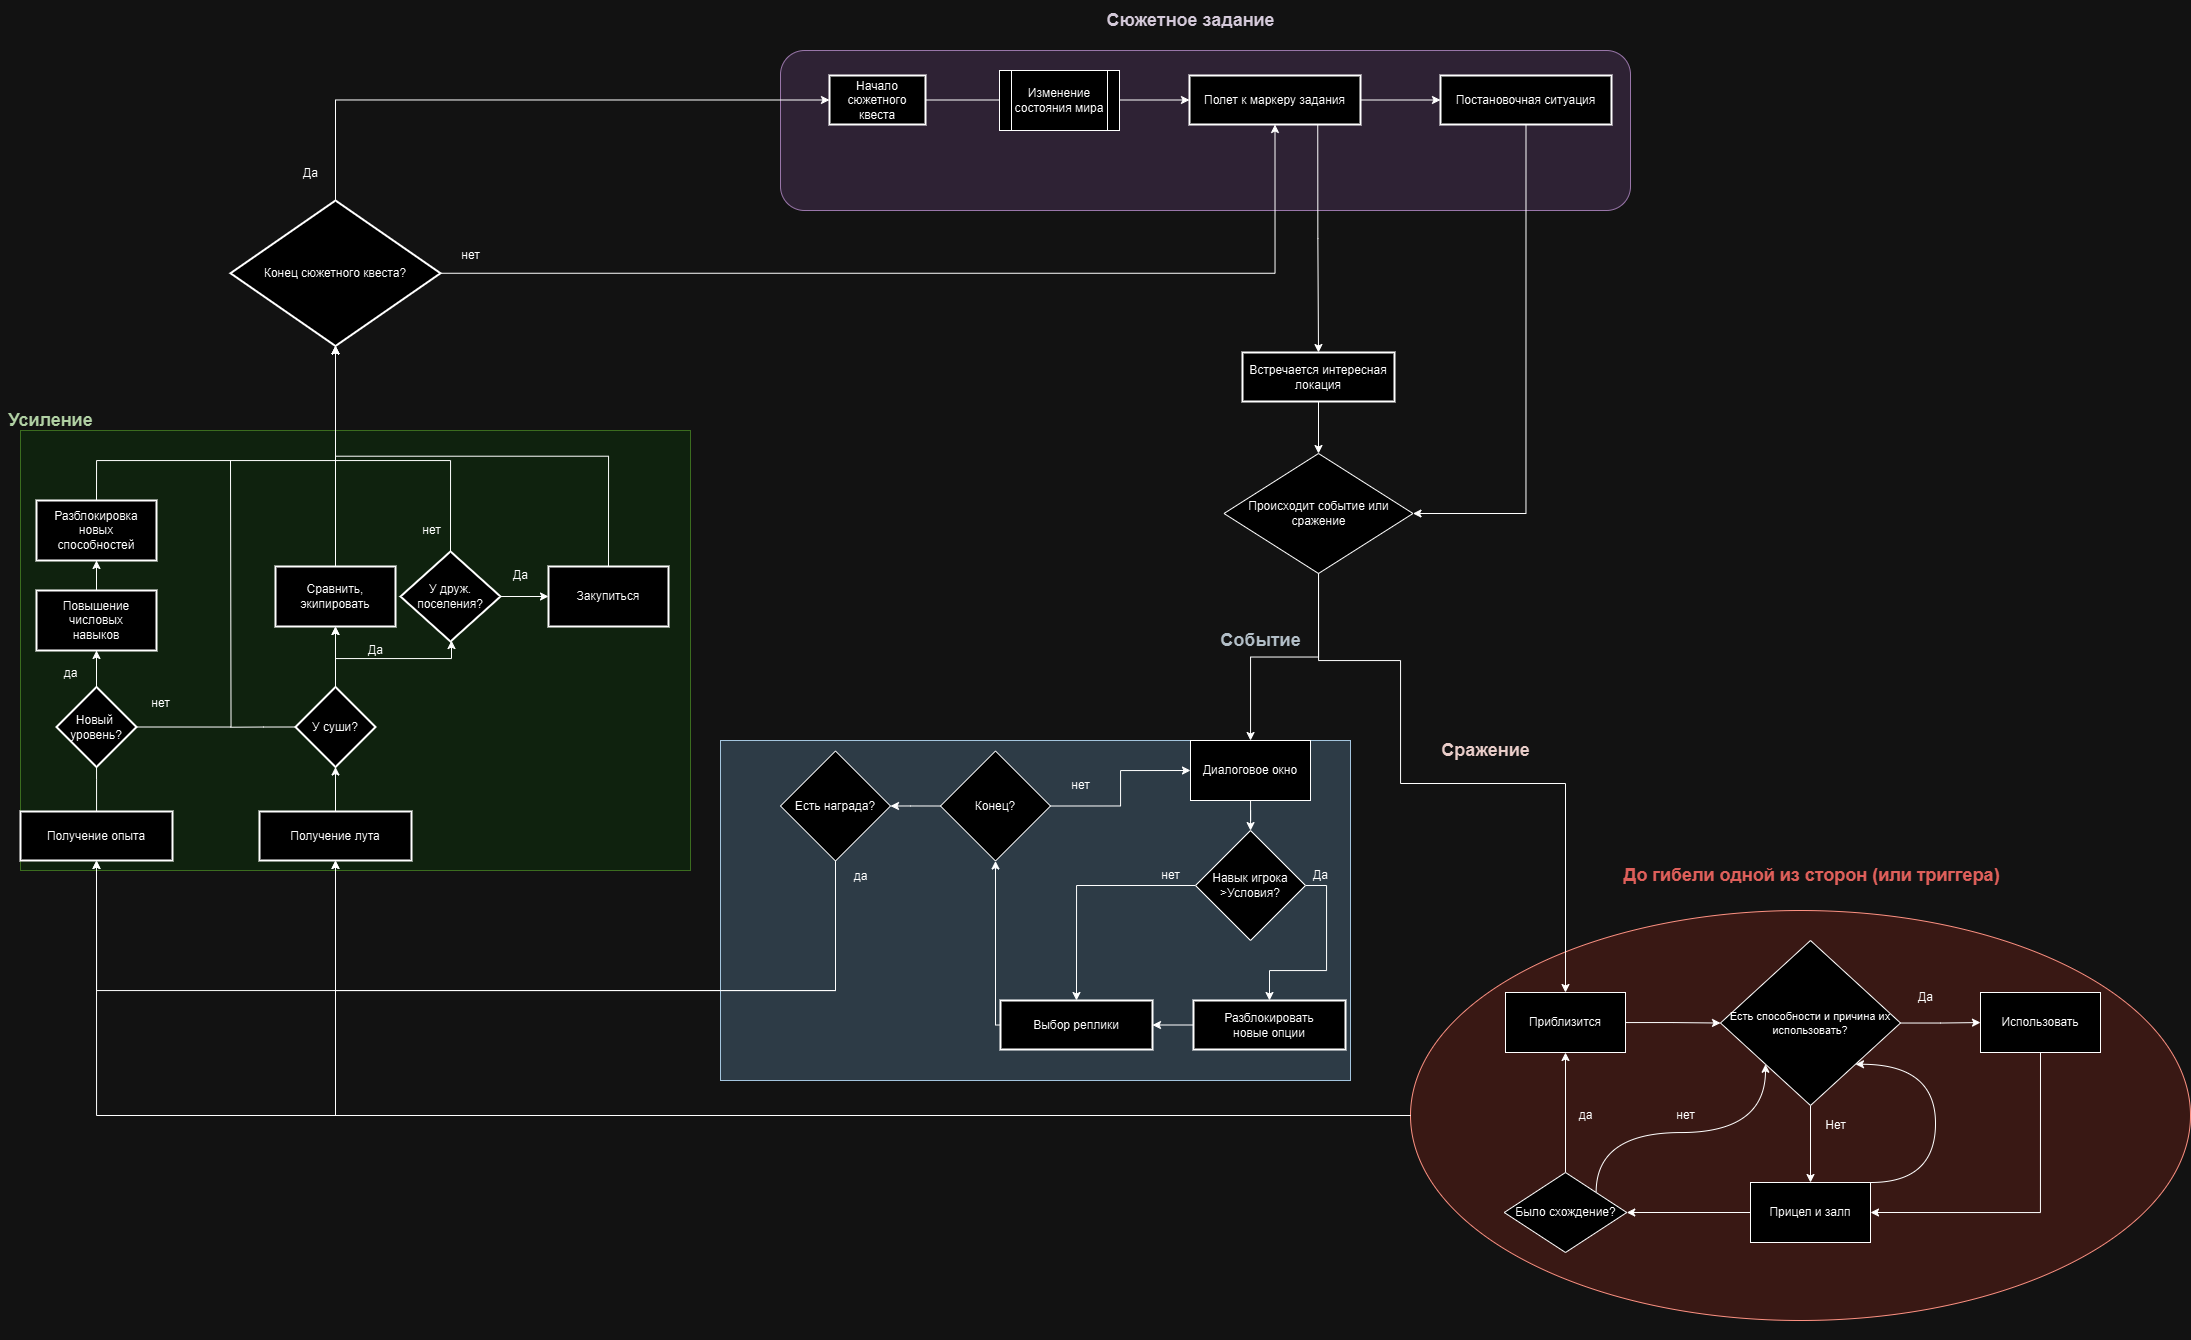 Сюжетное задание
Начало
сюжетного
квеста
Изменение
состояния мира
Полет к маркеру задания
Постановочная ситуация
Да
Конец сюжетного квеста?
нет
Встречается интересная
локация
Происходит событие или
сражение
Усиление
Разблокировка
новых
способностей
нет
Сравнить,
экипировать
У друж.
поселения?
Да
Закупиться
Повышение
числовых
навыков
Да
да
нет
Новый
уровень?
У суши?
Получение опыта
Получение лута
Событие
Диалоговое окно
нет
Конец?
Есть награда?
да
нет
Навык игрока
>Условия?
Да
Выбор реплики
Разблокировать
новые опции
Сражение
До гибели одной из сторон (или триггера)
Приблизится
Есть способности и причина их
использовать?
Да
Использовать
да
нет
Нет
Было схождение?
Прицел и залп